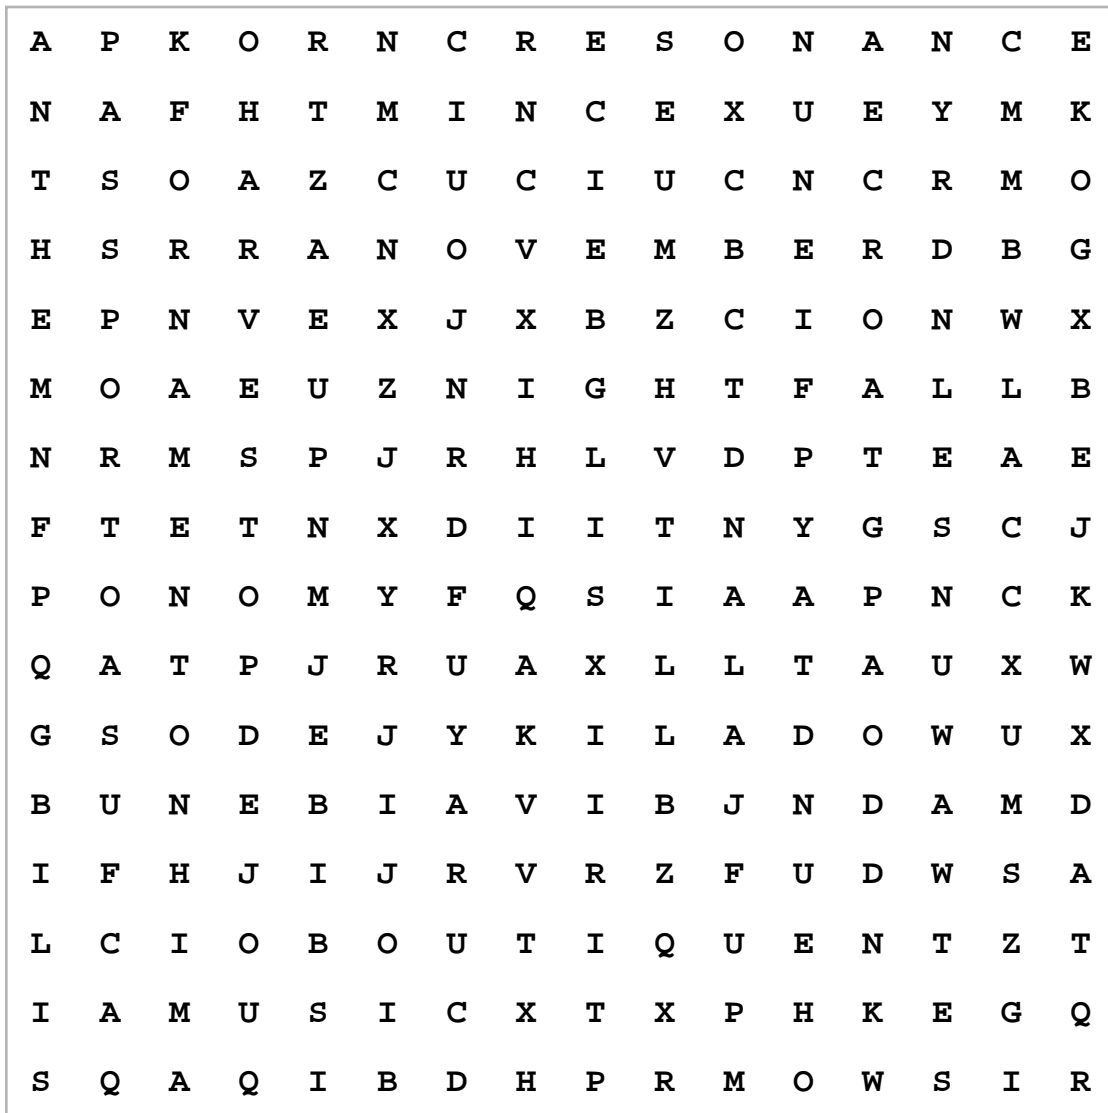 A P K O R N C R E S O N A N C E
N A F H T M I N C E X U E Y M K
T S O A Z C U C I U C N C R M O
H S R R A N O V E M B E R D B G
E P N V E X J X B Z C I O N W X
M O A E U Z N I G H T F A L L B
N R M S P J R H L V D P T E A E
F T E T N X D I I T N Y G S C J
P O N O M Y F Q S I A A P N C K
Q A T P J R U A X L L T A U X W
G S O D E J Y K I L A D O W U X
B U N E B I A V I B J N D A M D
I F H J I J R V R Z F U D W S A
L C I O B O U T I Q U E N T Z T
I A M U S I C X T X P H K E G Q
S Q A Q I B D H P R M O W S I R